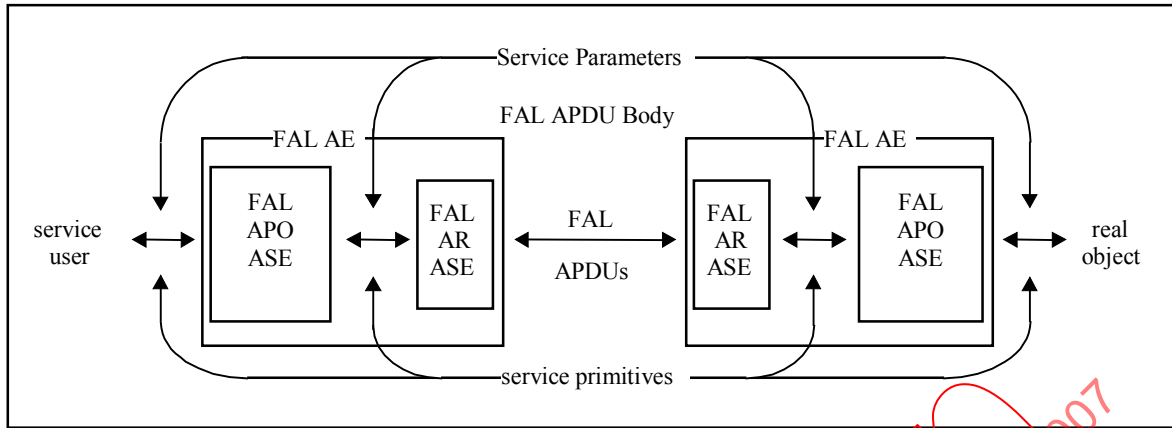 Service Parameters
FAL APDU Body
FAL AE
FAL AE
service
user
FAL
APO
ASE
FAL
AR
ASE
FAL
APDUs
FAL
AR
ASE
FAL
APO
ASE
real
object
service primitives